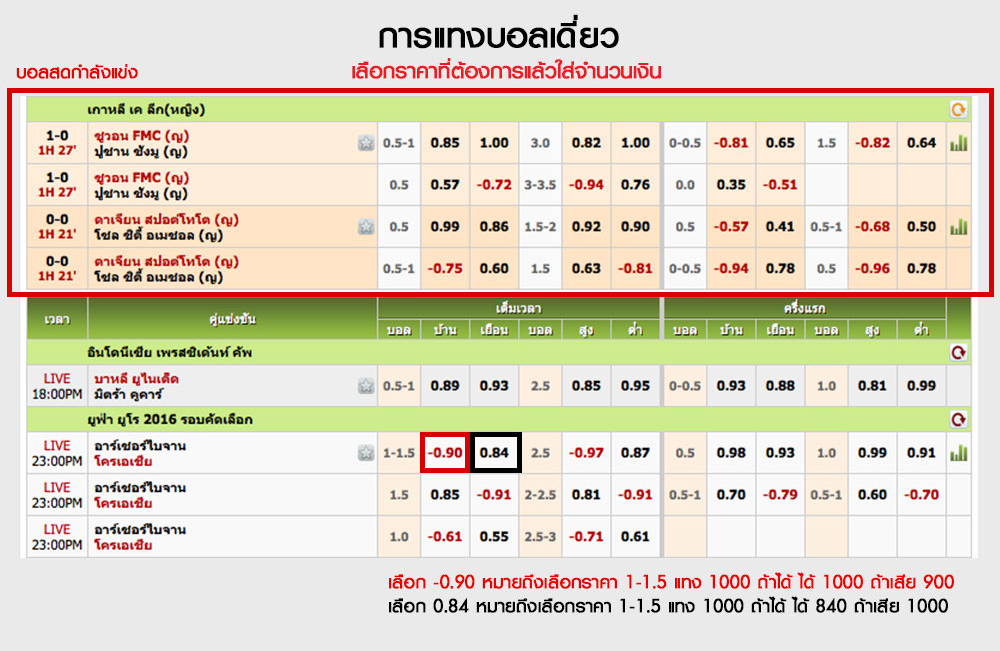 การแทงบอลเดี่ยว
บอลสดกำลังแข่ง
เลือกราคาที่ต้องการแล้วใส่จำนวนเงิน
เกาหลี เค ลีก(หญิง)
1-0 ซูวอน FMC (ญ) 0.5-1 0.85 1.00 3.0 0.82 1.00 0-0.5 -0.81 0.65 1.5 -0.82 0.64
1H 27' ปูซาน ซังมู (ญ)
1-0 ซูวอน FMC (ญ) 0.5 0.57 -0.72 3-3.5 -0.94 0.76 0.0 0.35 -0.51
1H 27' ปูซาน ซังมู (ญ)
0-0 ดาเจียน สปอตโทโต (ญ) 0.5 0.99 0.86 1.5-2 0.92 0.90 0.5 -0.57 0.41 0.5-1 -0.68 0.50
1H 21' โซล ซิตี้ อเมซอล (ญ)
0-0 ดาเจียน สปอตโทโต (ญ) 0.5-1 -0.75 0.60 1.5 0.63 -0.81 0-0.5 -0.94 0.78 0.5 -0.96 0.78
1H 21' โซล ซิตี้ อเมซอล (ญ)
เวลา คู่แข่งขัน เต็มเวลา ครึ่งแรก
บอล บ้าน เยือน บอล สูง ต่ำ บอล บ้าน เยือน บอล สูง ต่ำ
อินโดนีเซีย เพรสซิเด้นท์ คัพ
LIVE บาหลี ยูไนเต็ด 0.5-1 0.89 0.93 2.5 0.85 0.95 0-0.5 0.93 0.88 1.0 0.81 0.99
18:00PM มิตร้า คูคาร์
ยูฟ่า ยูโร 2016 รอบคัดเลือก
LIVE อาร์เซอร์ไบจาน 1-1.5 -0.90 0.84 2.5 -0.97 0.87 0.5 0.98 0.93 1.0 0.99 0.91
23:00PM โครเอเชีย
LIVE อาร์เซอร์ไบจาน 1.5 0.85 -0.91 2-2.5 0.81 -0.91 0.5-1 0.70 -0.79 0.5-1 0.60 -0.70
23:00PM โครเอเชีย
LIVE อาร์เซอร์ไบจาน 1.0 -0.61 0.55 2.5-3 -0.71 0.61
23:00PM โครเอเชีย
เลือก -0.90 หมายถึงเลือกราคา 1-1.5 แทง 1000 ถ้าได้ ได้ 1000 ถ้าเสีย 900
เลือก 0.84 หมายถึงเลือกราคา 1-1.5 แทง 1000 ถ้าได้ ได้ 840 ถ้าเสีย 1000